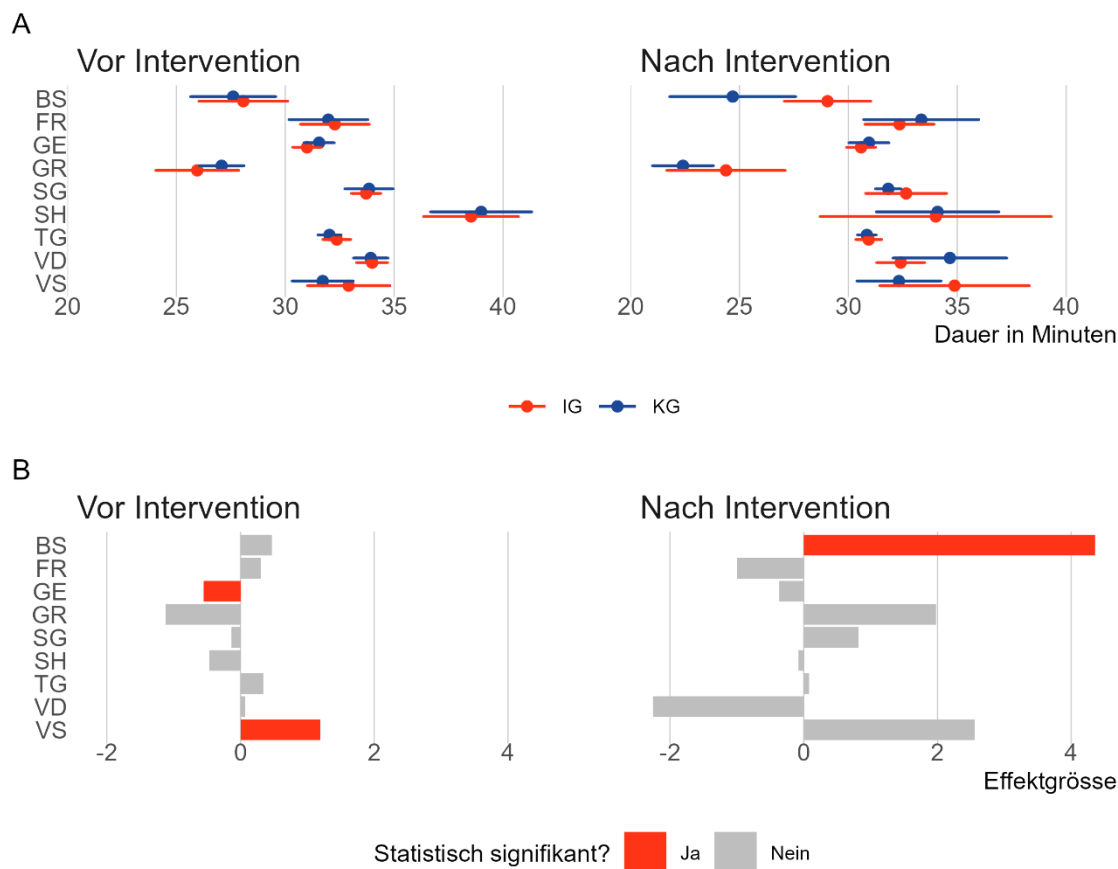 A
Vor Intervention Nach Intervention
BS
FR
GE
GR
SG
SH
TG
VD
VS
20 25 30 35 40 20 25 30 35 40
Dauer in Minuten
IG KG
B
Vor Intervention Nach Intervention
BS
FR
GE
GR
SG
SH
TG
VD
VS
-2 0 2 4 -2 0 2 4
Effektgrösse
Statistisch signifikant? Ja Nein